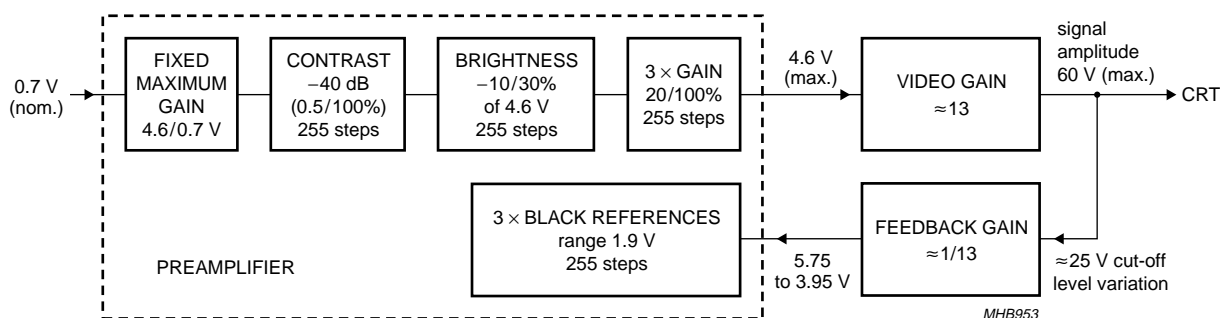 0.7 V
(nom.)
FIXED
MAXIMUM
GAIN
4.6/0.7 V
CONTRAST
−40 dB
(0.5/100%)
255 steps
BRIGHTNESS
−10/30%
of 4.6 V
255 steps
3 × GAIN
20/100%
255 steps
4.6 V
(max.)
VIDEO GAIN
≈13
signal
amplitude
60 V (max.)
CRT
PREAMPLIFIER
3 × BLACK REFERENCES
range 1.9 V
255 steps
5.75
to 3.95 V
FEEDBACK GAIN
≈1/13
≈25 V cut-off
level variation
MHB953